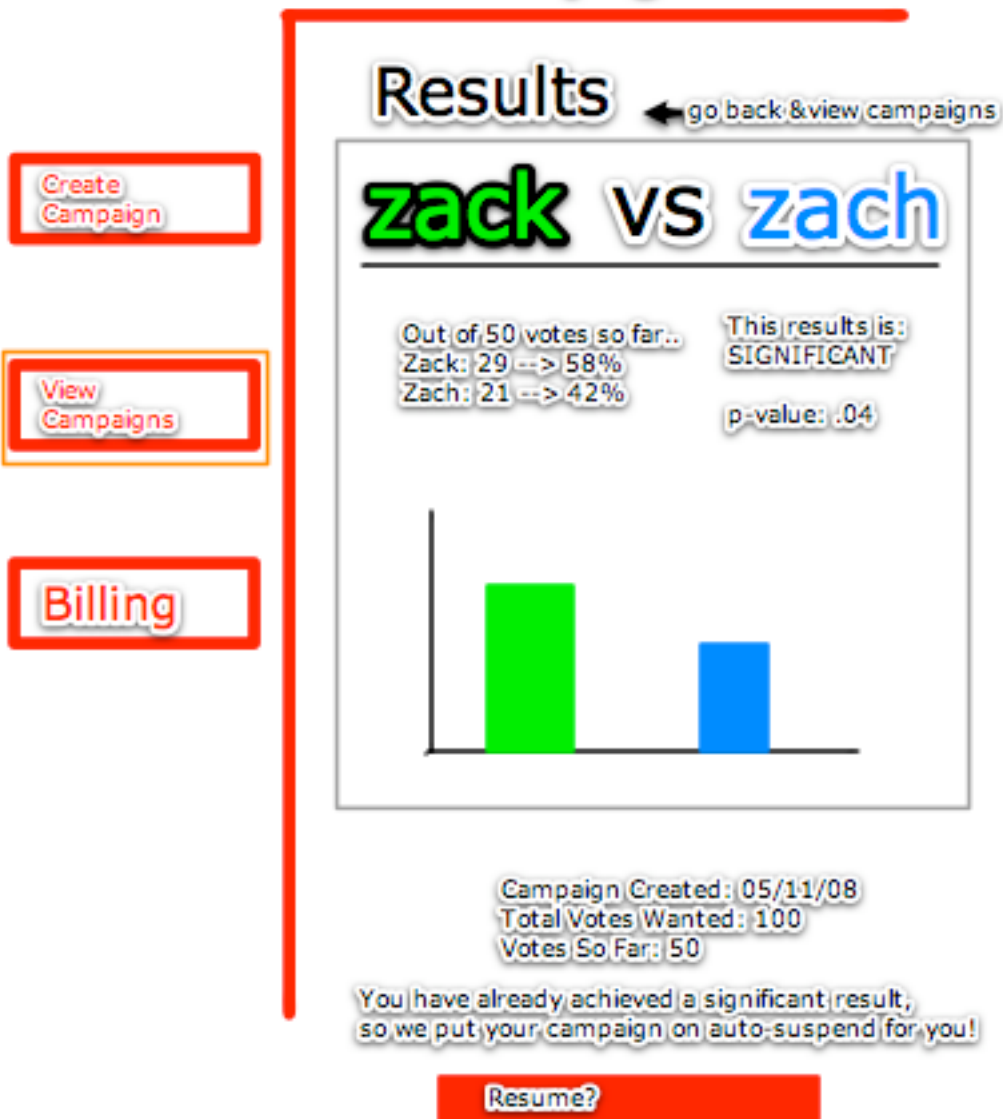 Results
go back & view campaigns
Create
Campaign
View
Campaigns
Billing
zack vs zach
Out of 50 votes so far..
Zack: 29 --> 58%
Zach: 21 --> 42%
This results is:
SIGNIFICANT
p-value: .04
Campaign Created: 05/11/08
Total Votes Wanted: 100
Votes So Far: 50
You have already achieved a significant result,
so we put your campaign on auto-suspend for you!
Resume?